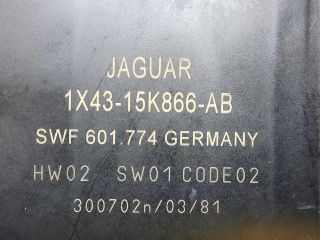 JAGUAR
1X43-15K866-AB
SWF 601.774 GERMANY
HW02 SW01 CODE02
300702n/03/81